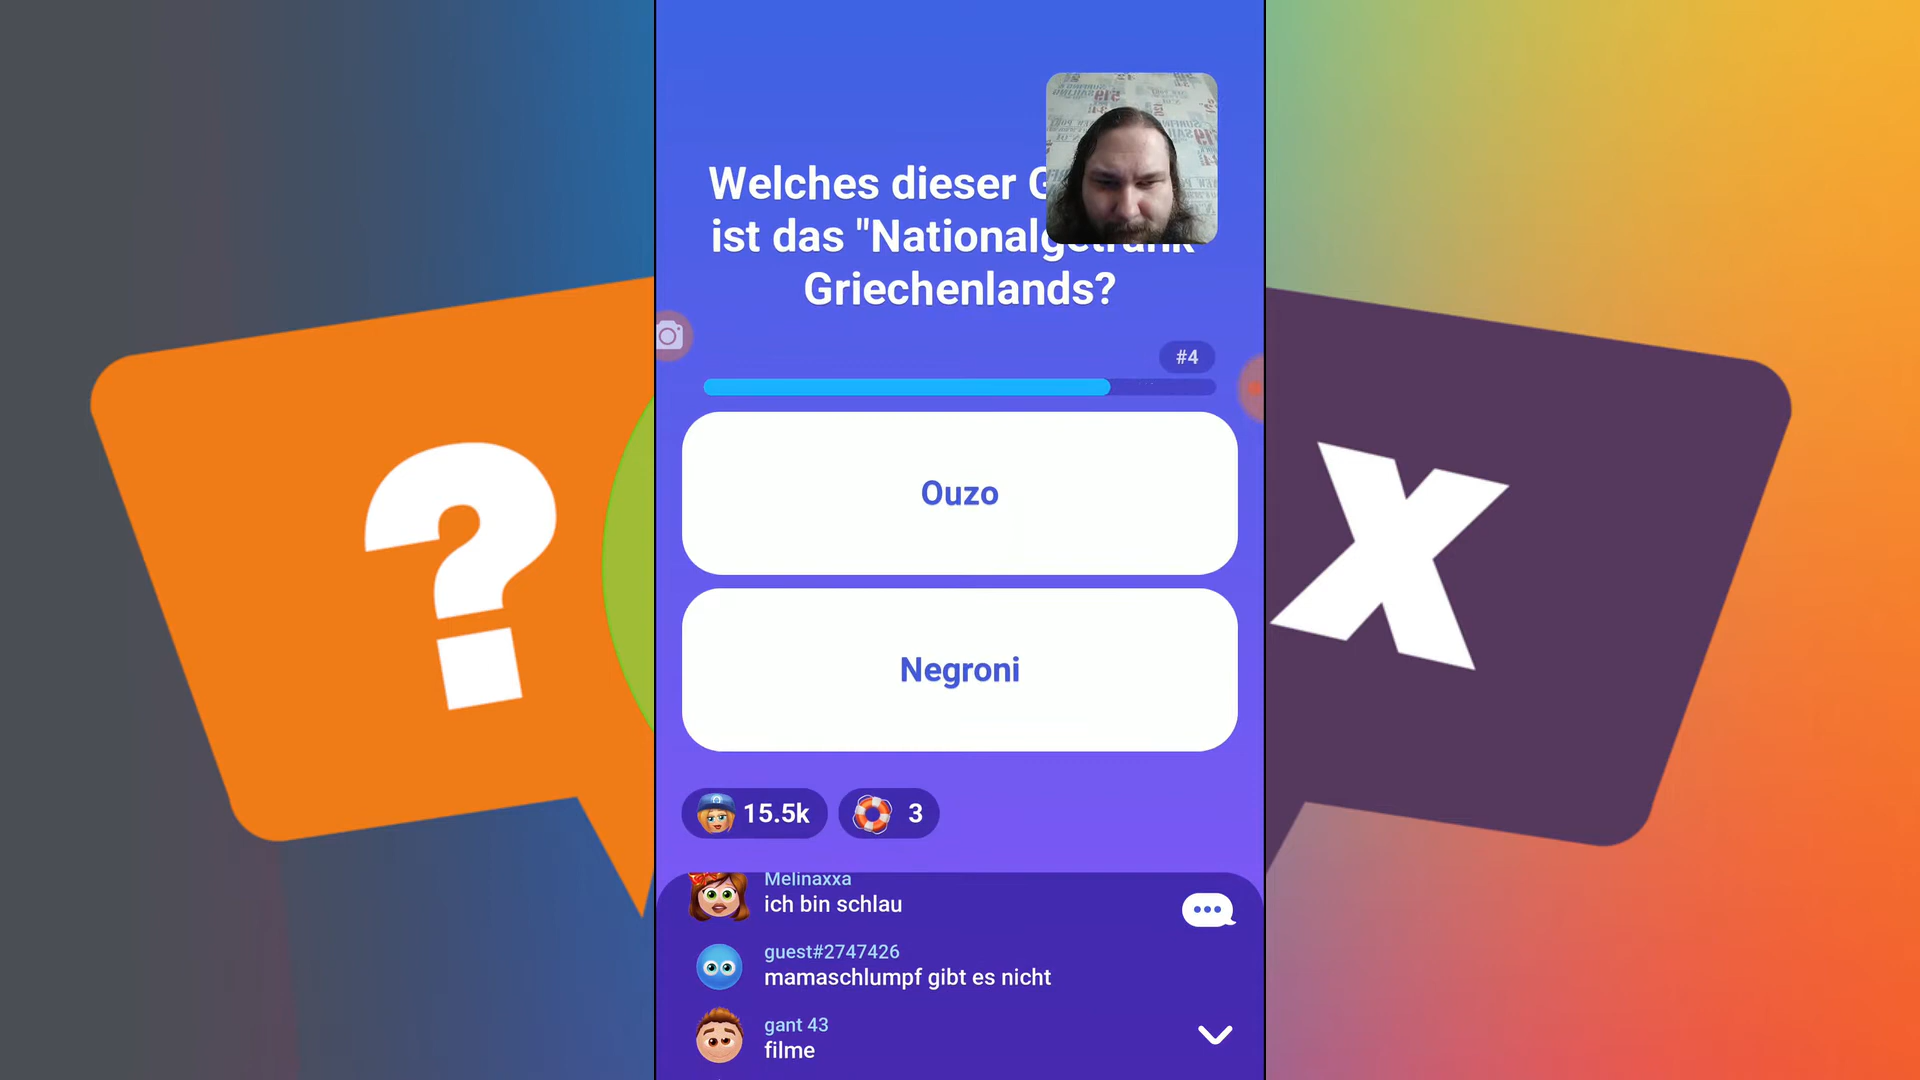 Welches dieser
ist das "Nationalgetränk
Griechenlands?
#4
Ouzo
Negroni
15.5k
3
Melinaxxa
ich bin schlau
guest#2747426
mamaschlumpf gibt es nicht
gant 43
filme
?
X